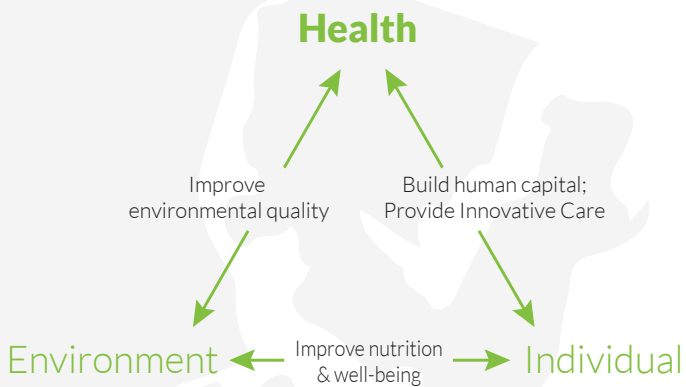 Health
Improve
environmental quality
Build human capital;
Provide Innovative Care
Environment
Improve nutrition
& well-being
Individual